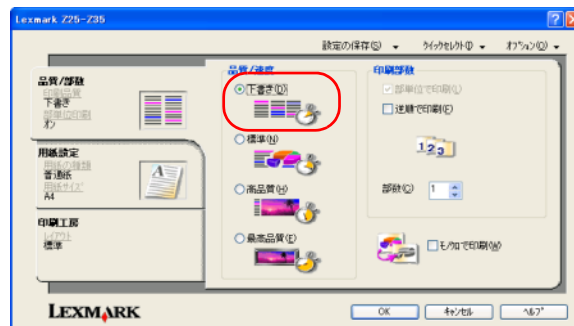 Lexmark Z25-Z35
設定の保存(S) クイックセレクト(I) オプション(O)
品質/部数
印刷品質
下書き
部単位印刷
オン
用紙設定
用紙の種類
普通紙
用紙サイズ
A4
印刷工房
レイアウト
標準
品質/速度
下書き(D)
標準(N)
高品質(H)
最高品質(E)
印刷部数
部単位で印刷(L)
逆順で印刷(F)
1 2 3
部数(C) 1
モノクロで印刷(W)
LEXMARK
OK キャンセル ヘルプ